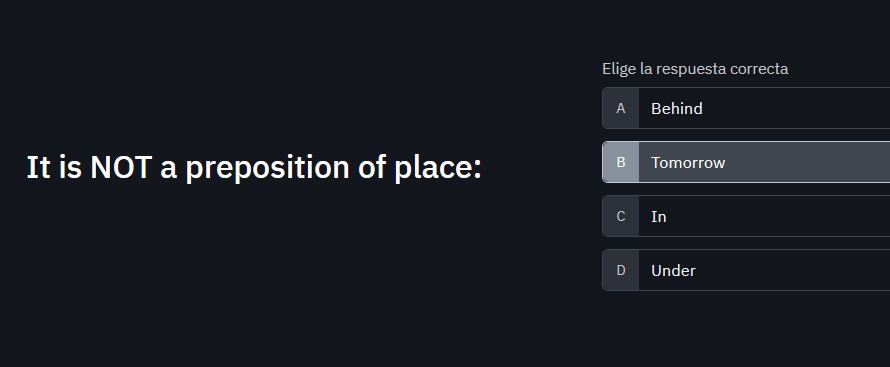 It is NOT a preposition of place:
Elige la respuesta correcta
A Behind
B Tomorrow
C In
D Under